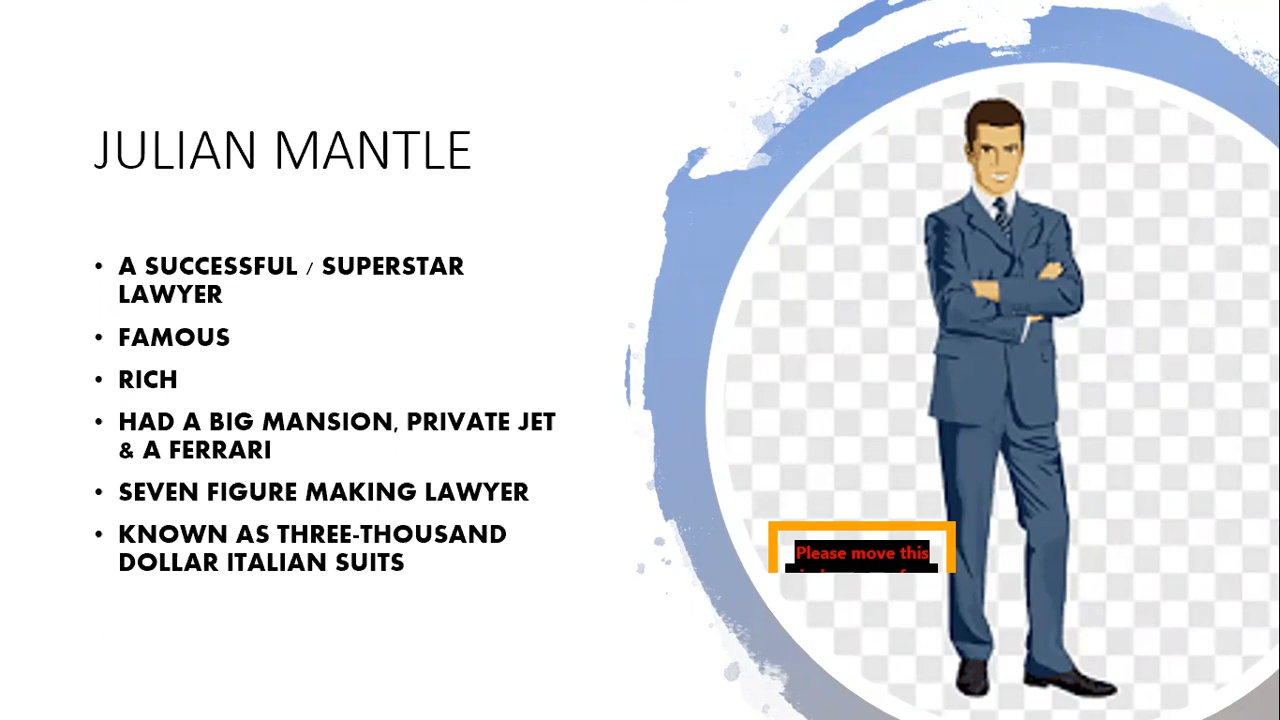 JULIAN MANTLE
• A SUCCESSFUL / SUPERSTAR
LAWYER
• FAMOUS
• RICH
• HAD A BIG MANSION, PRIVATE JET
& A FERRARI
• SEVEN FIGURE MAKING LAWYER
• KNOWN AS THREE-THOUSAND
DOLLAR ITALIAN SUITS
Please move this